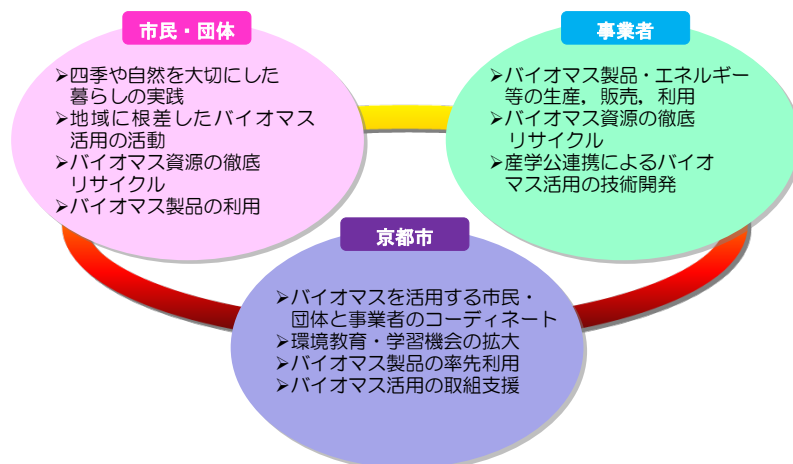 市民・団体
➢四季や自然を大切にした
暮らしの実践
➢地域に根差したバイオマス
活用の活動
➢バイオマス資源の徹底
リサイクル
➢バイオマス製品の利用
事業者
➢バイオマス製品・エネルギー
等の生産，販売，利用
➢バイオマス資源の徹底
リサイクル
➢産学公連携によるバイオ
マス活用の技術開発
京都市
➢バイオマスを活用する市民・
団体と事業者のコーディネート
➢環境教育・学習機会の拡大
➢バイオマス製品の率先利用
➢バイオマス活用の取組支援